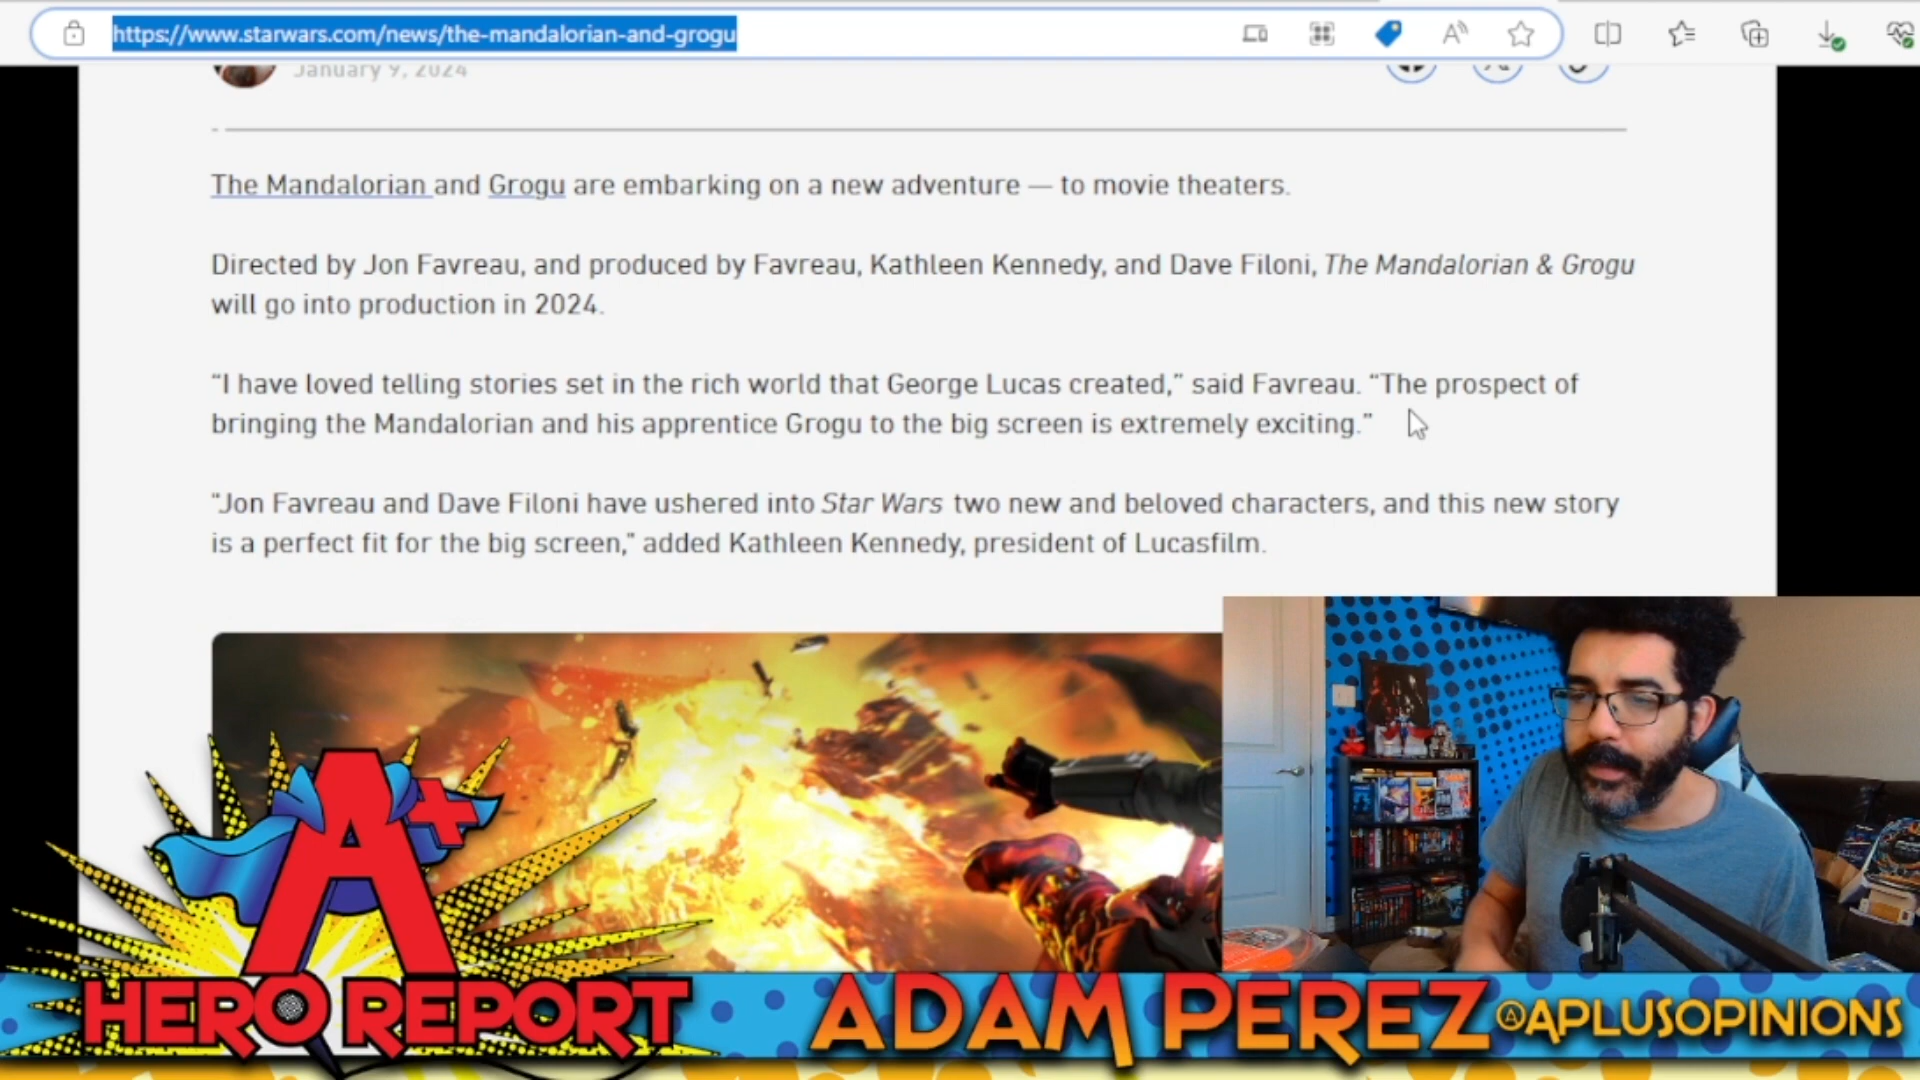 https://www.starwars.com/news/the-mandalorian-and-grogu
January 9, 2024
The Mandalorian and Grogu are embarking on a new adventure — to movie theaters.
Directed by Jon Favreau, and produced by Favreau, Kathleen Kennedy, and Dave Filoni, The Mandalorian & Grogu
will go into production in 2024.
“I have loved telling stories set in the rich world that George Lucas created,” said Favreau. “The prospect of
bringing the Mandalorian and his apprentice Grogu to the big screen is extremely exciting.”
"Jon Favreau and Dave Filoni have ushered into Star Wars two new and beloved characters, and this new story
is a perfect fit for the big screen,” added Kathleen Kennedy, president of Lucasfilm.
A+
HERO REPORT
ADAM PEREZ @APLUSOPINIONS